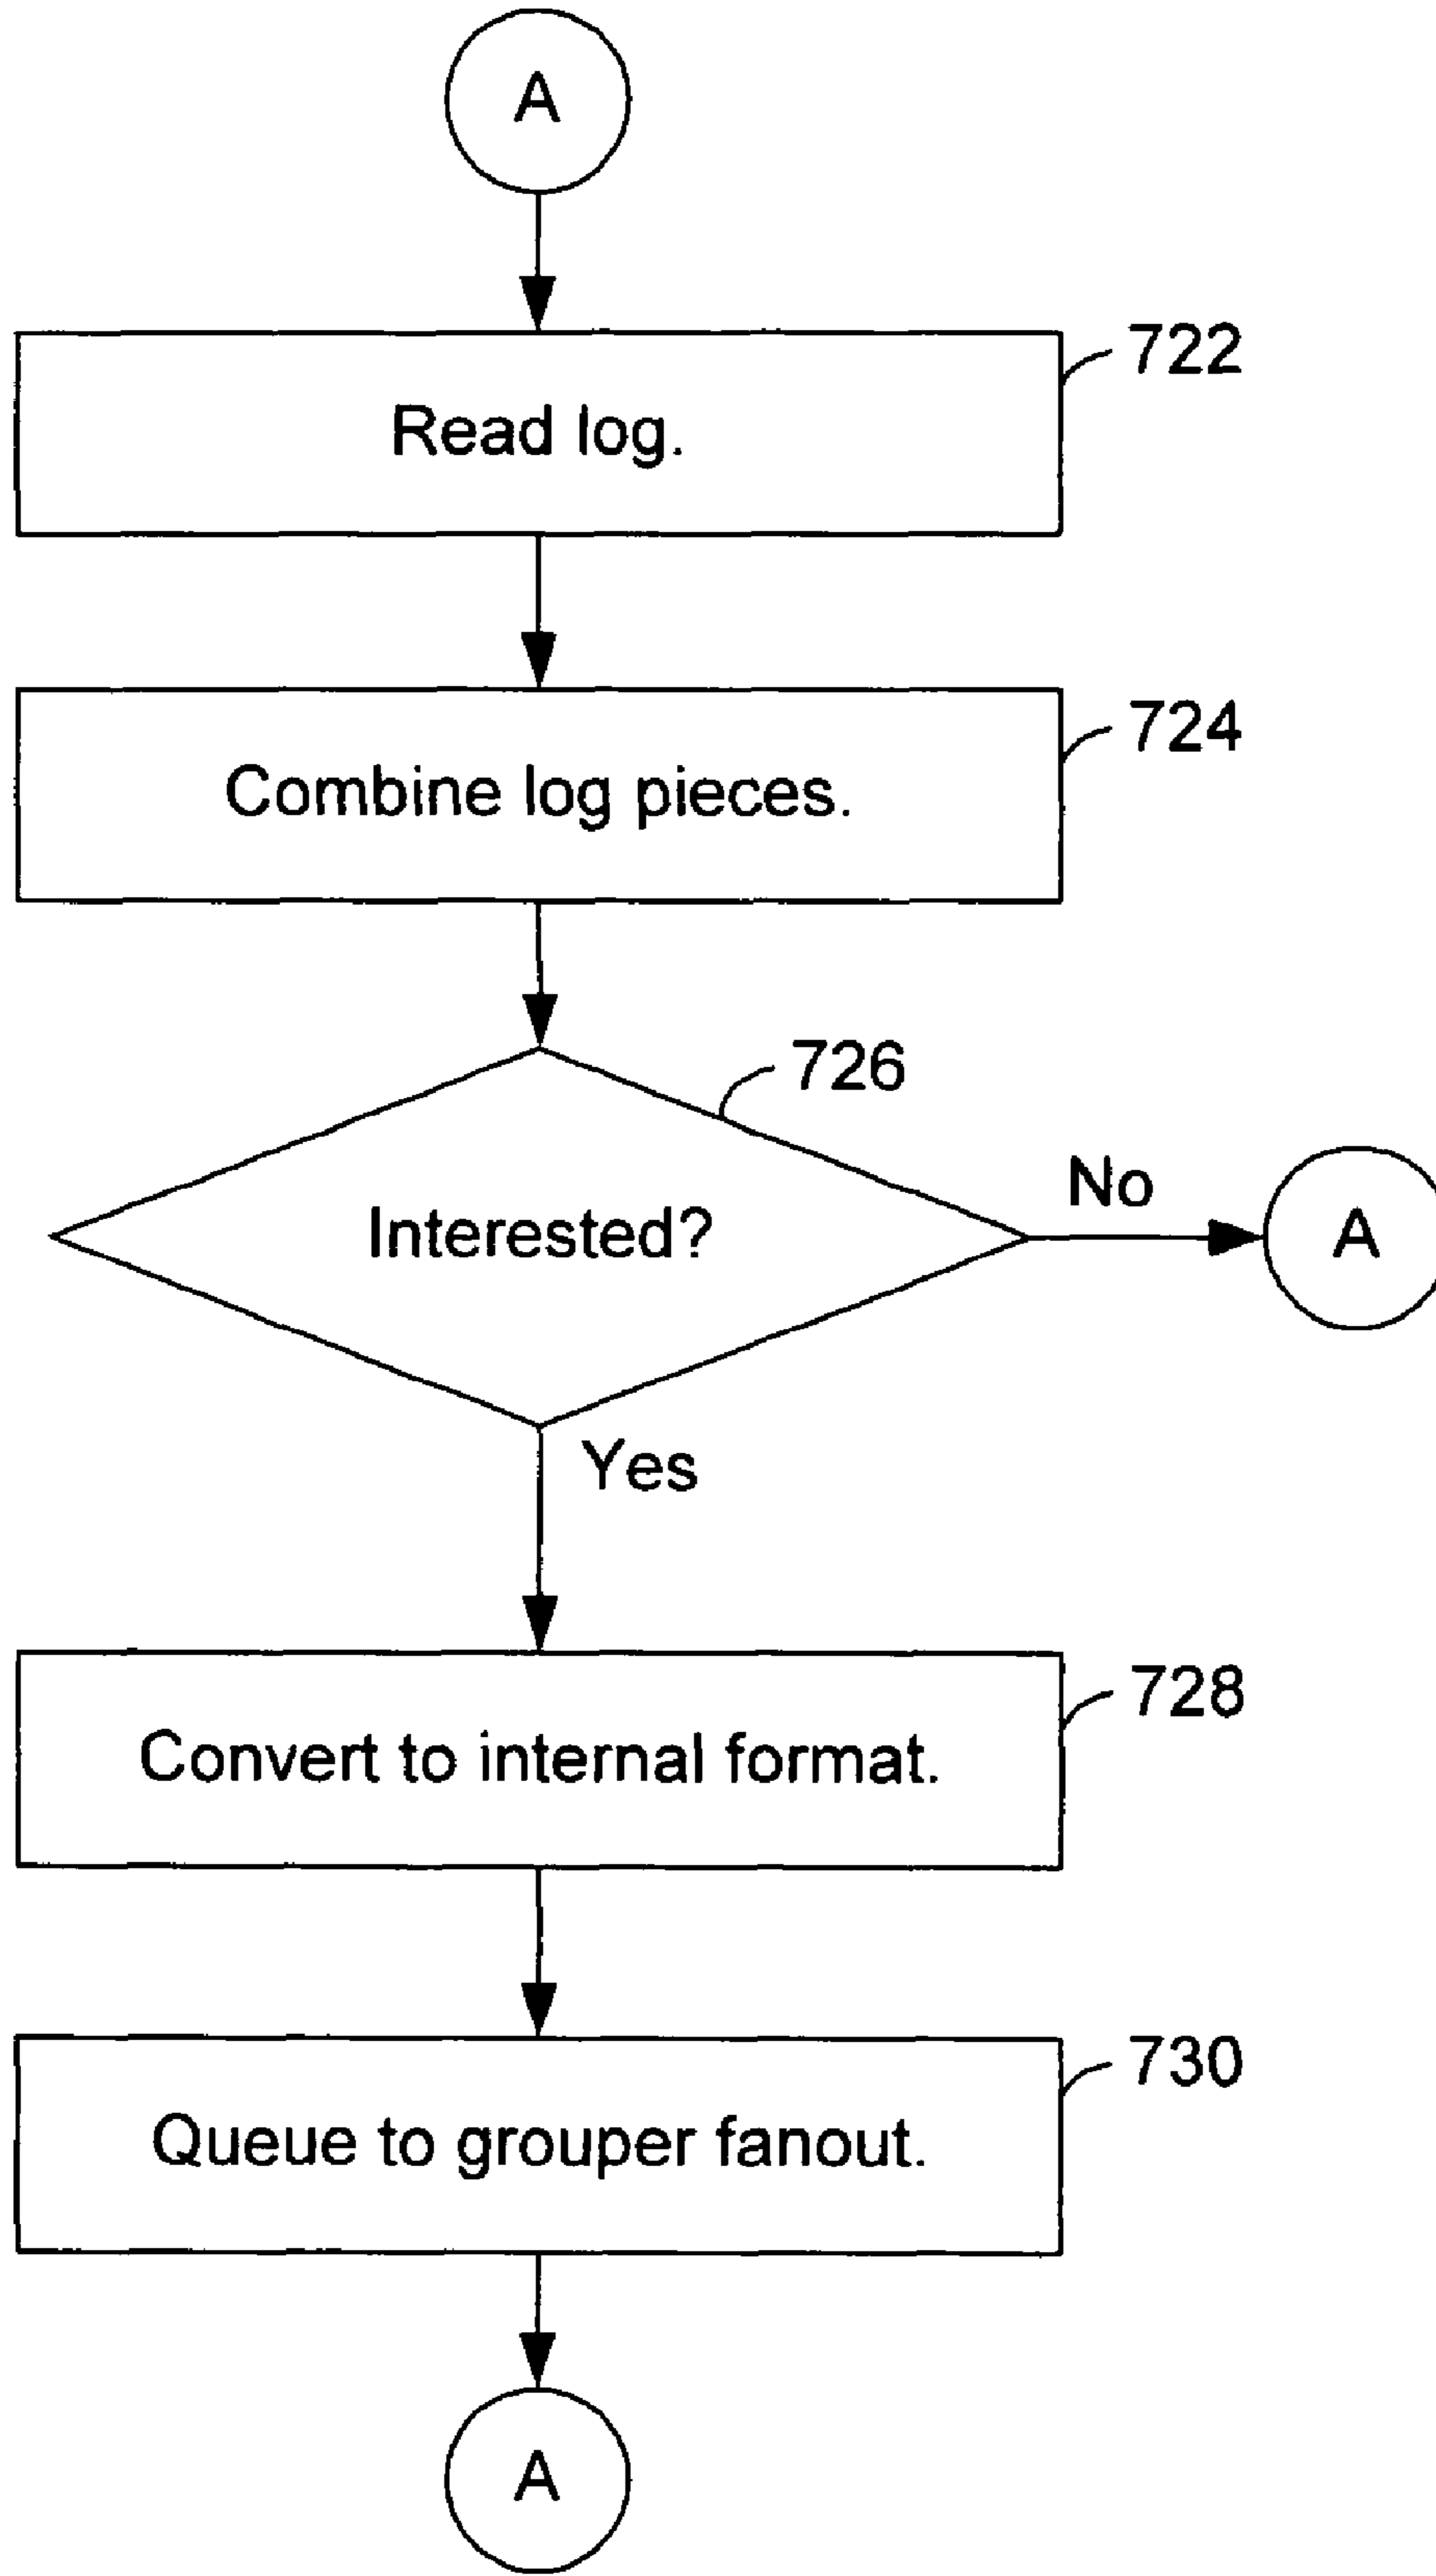 A
722
Read log.
724
Combine log pieces.
726
Interested?
No
A
Yes
728
Convert to internal format.
730
Queue to grouper fanout.
A